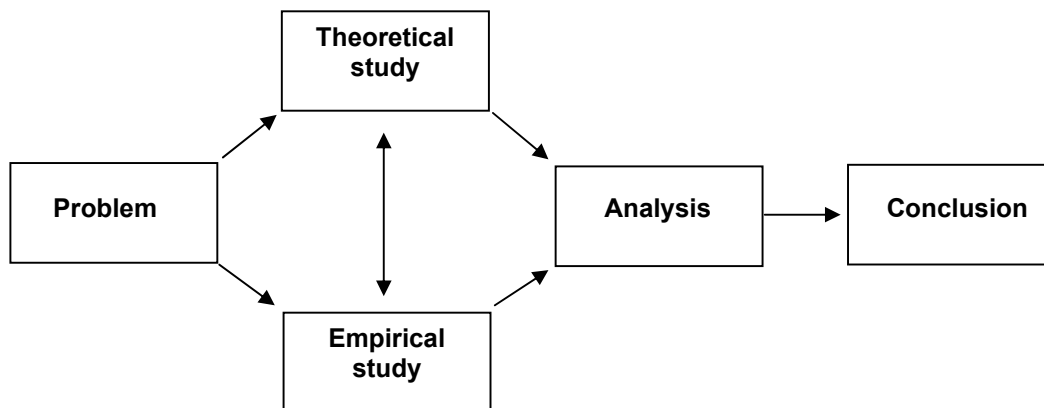 Theoretical
study
Problem
Analysis
Conclusion
Empirical
study